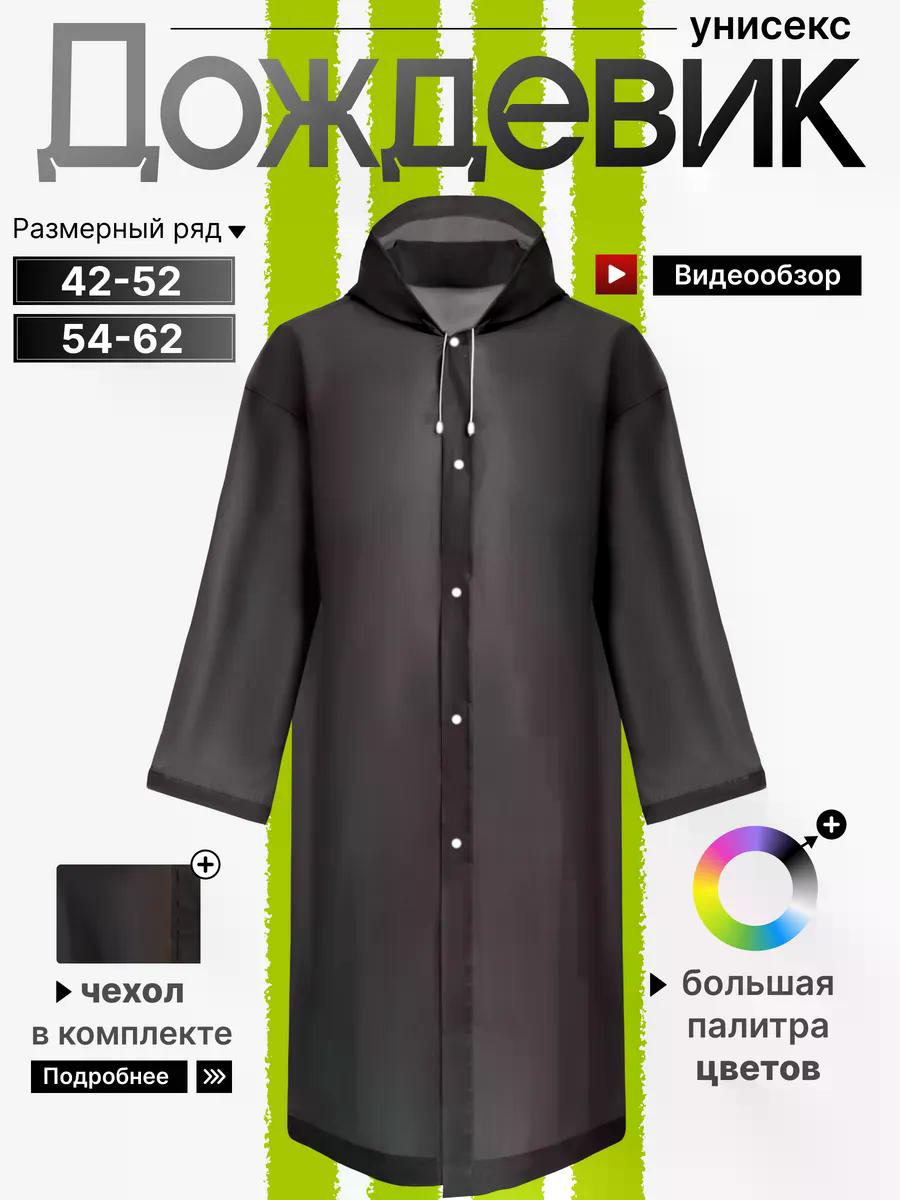 унисекс
Дождевик
Размерный ряд
42-52
54-62
Видеообзор
чехол
в комплекте
Подробнее
большая
палитра
цветов